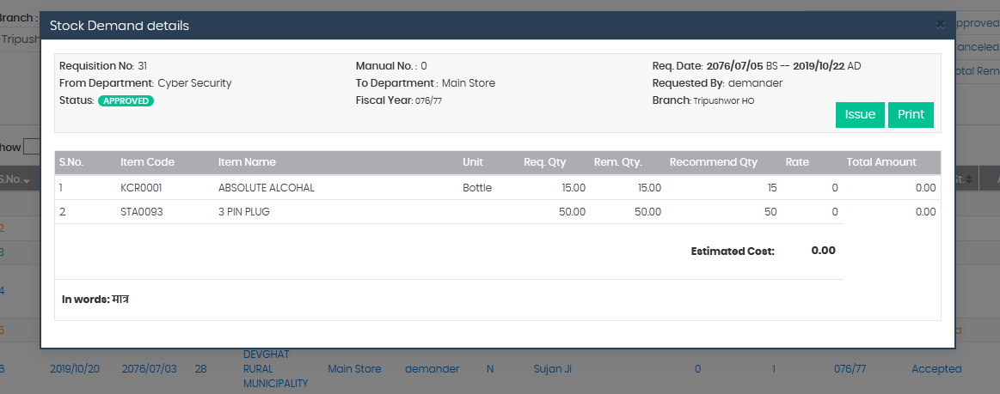 Branch :
Stock Demand details
×
pproved
Tripush
anceled
otal Rem
Requisition No: 31 Manual No. : 0 Req. Date: 2076/07/05 BS -- 2019/10/22 AD
From Department: Cyber Security To Department : Main Store Requested By: demander
Status: APPROVED Fiscal Year: 076/77 Branch: Tripushwor HO
Issue Print
how
S.No. Item Code Item Name Unit Req. Qty Rem. Qty. Recommend Qty Rate Total Amount
S.No.
St.
1 KCR0001 ABSOLUTE ALCOHAL Bottle 15.00 15.00 15 0 0.00
2 STA0093 3 PIN PLUG 50.00 50.00 50 0 0.00
2
3
Estimated Cost: 0.00
4
In words: मात्र
5
6 2019/10/20 2076/07/03 28 DEVGHAT RURAL MUNICIPALITY Main Store demander N Sujan Ji 0 1 076/77 Accepted